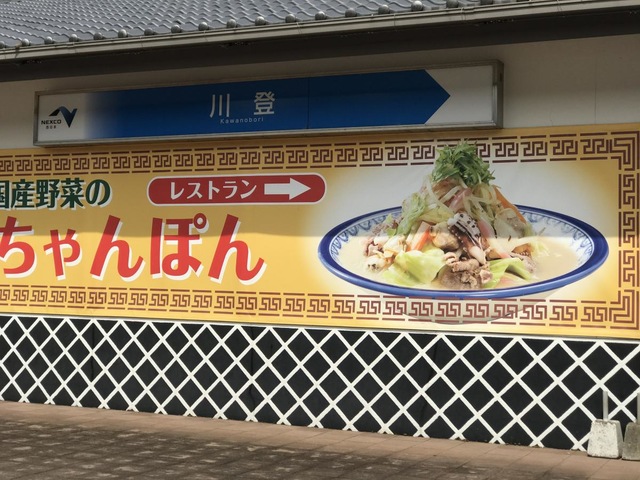 NEXCO
川登
Kawanobori
国産野菜の
レストラン
ちゃんぽん